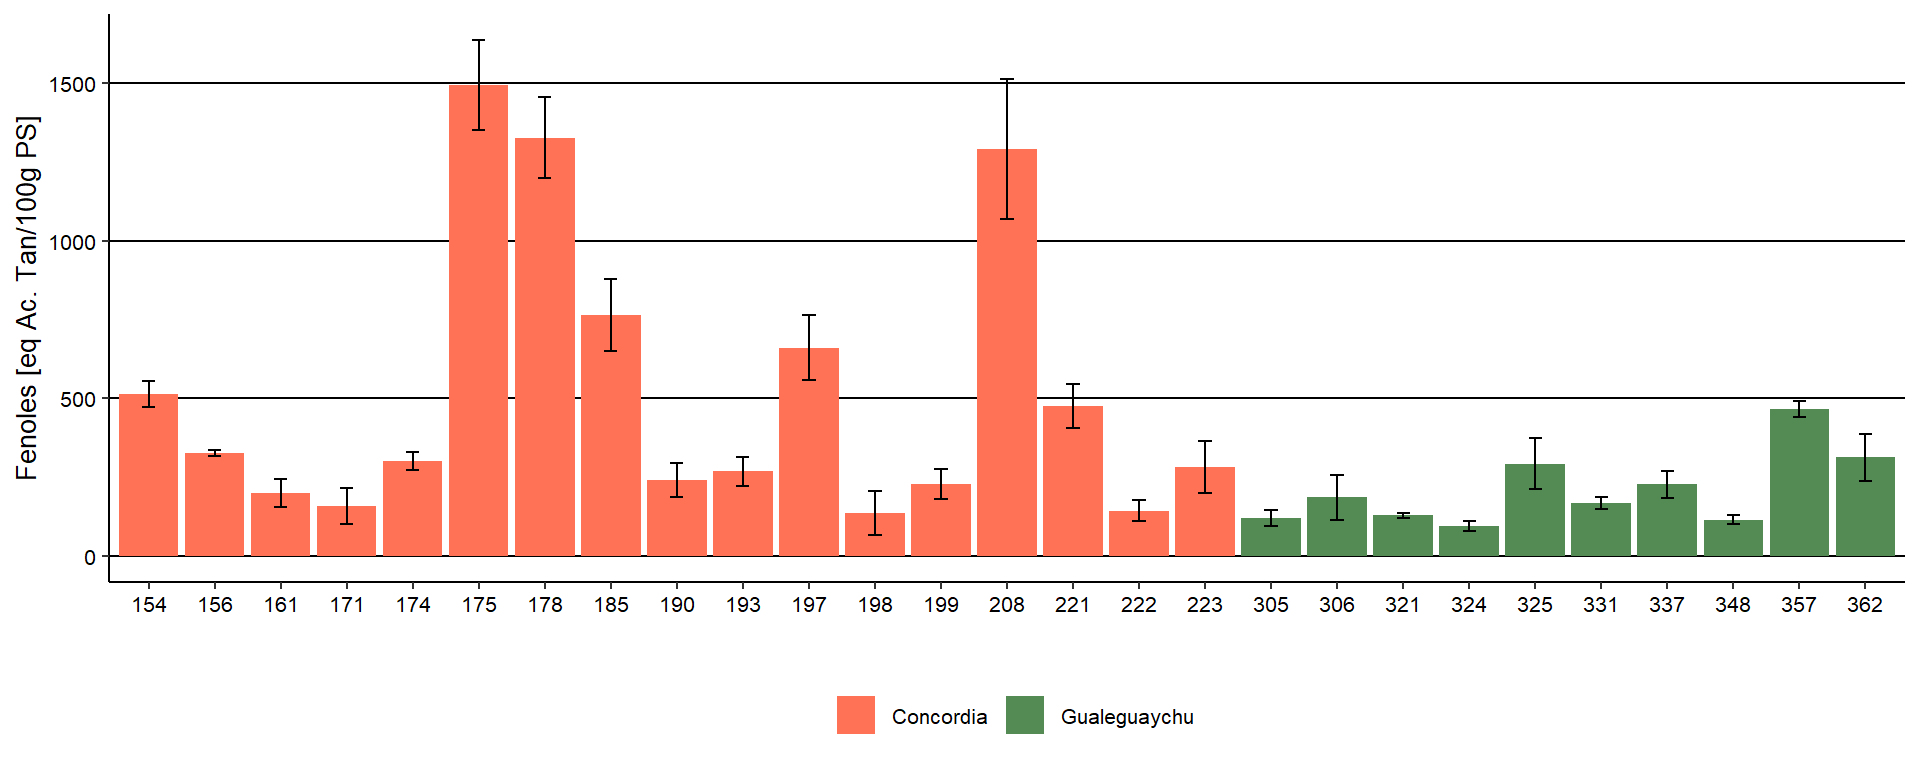 Fenoles [eq Ac. Tan/100g PS]
1500
1000
500
0
154 156 161 171 174 175 178 185 190 193 197 198 199 208 221 222 223 305 306 321 324 325 331 337 348 357 362
Concordia Gualeguaychu